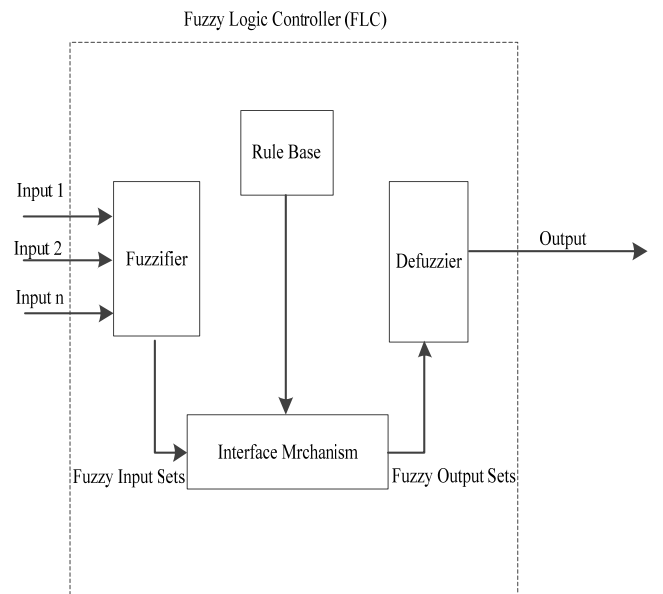 Fuzzy Logic Controller (FLC)
Rule Base
Input 1
Input 2
Input n
Fuzzifier
Defuzzier
Output
Interface Mrchanism
Fuzzy Input Sets
Fuzzy Output Sets